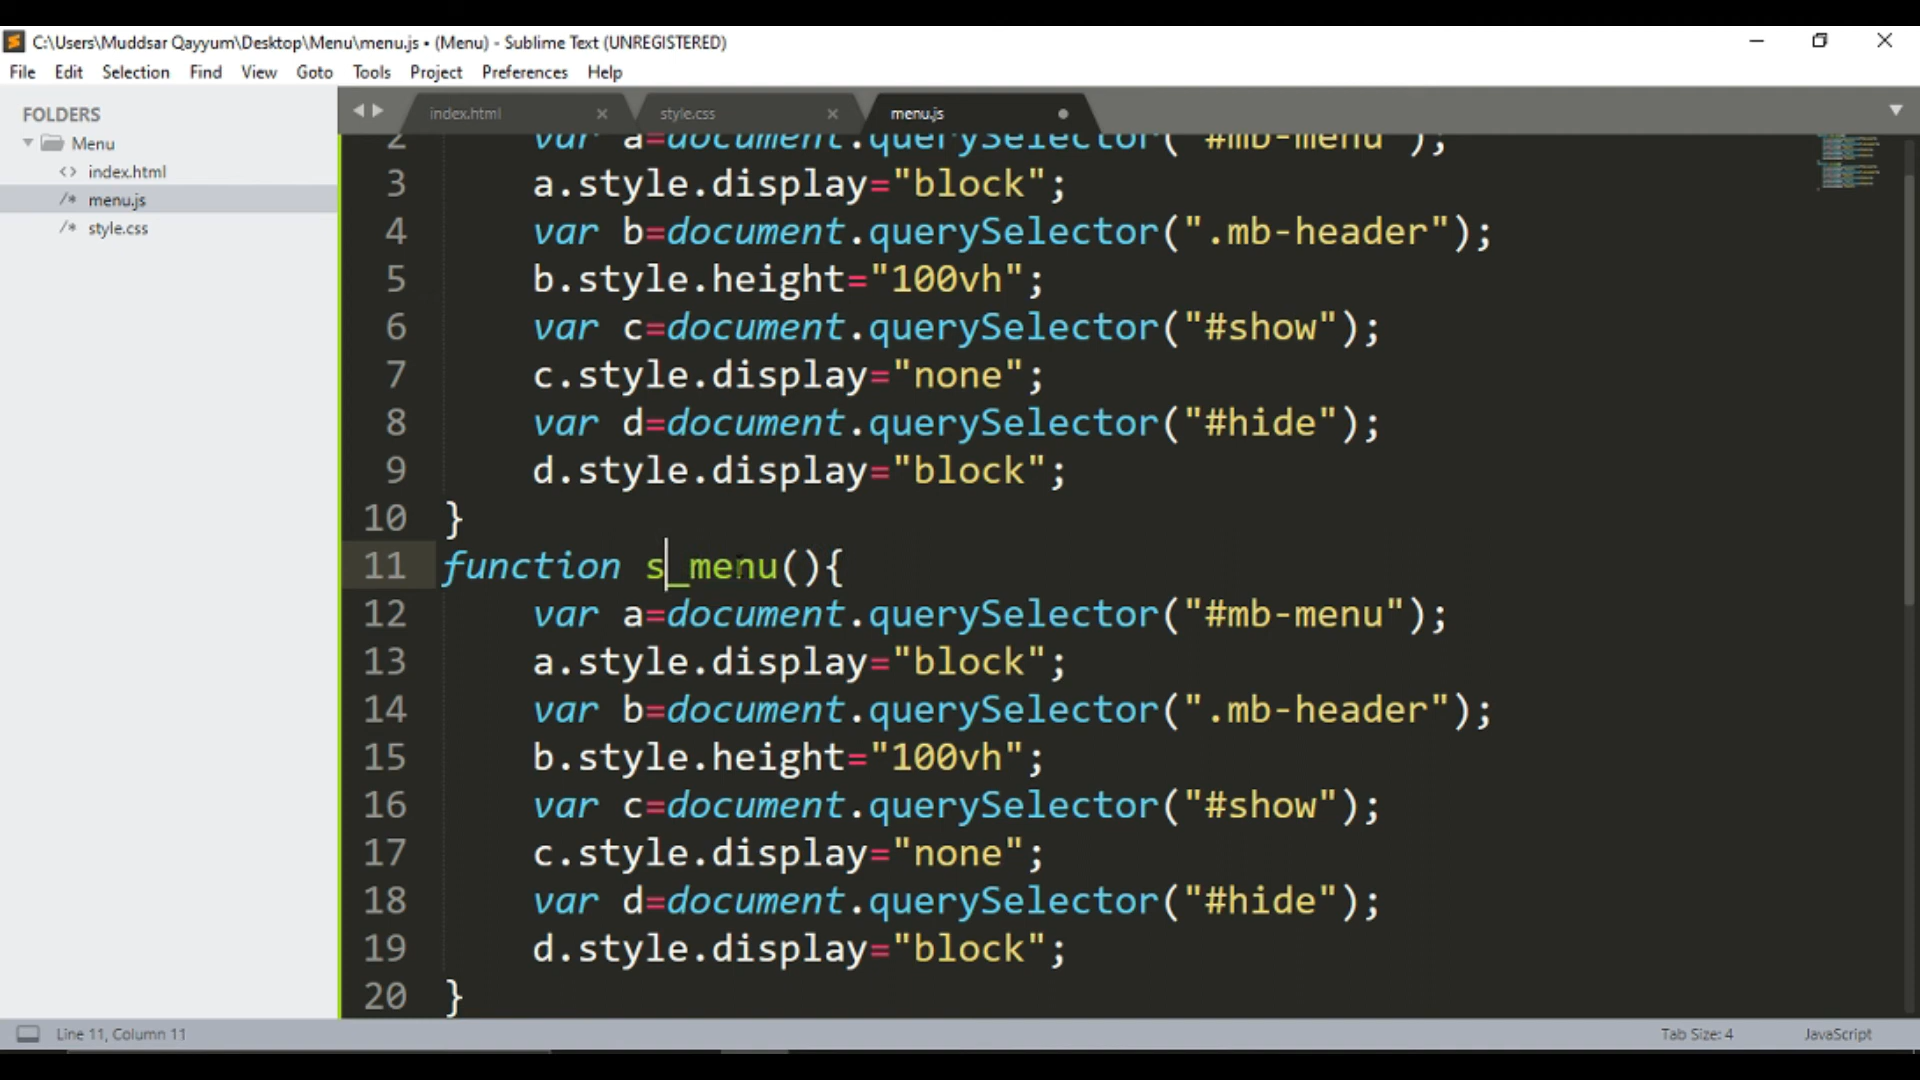 C:\Users\Muddsar Qayyum\Desktop\Menu\menu.js • (Menu) - Sublime Text (UNREGISTERED)
File Edit Selection Find View Goto Tools Project Preferences Help
FOLDERS
Menu
index.html
menu.js
style.css
index.html style.css menu.js
2 var a=document.querySelector("#mb-menu");
3 a.style.display="block";
4 var b=document.querySelector(".mb-header");
5 b.style.height="100vh";
6 var c=document.querySelector("#show");
7 c.style.display="none";
8 var d=document.querySelector("#hide");
9 d.style.display="block";
10 }
11 function s_menu(){
12 var a=document.querySelector("#mb-menu");
13 a.style.display="block";
14 var b=document.querySelector(".mb-header");
15 b.style.height="100vh";
16 var c=document.querySelector("#show");
17 c.style.display="none";
18 var d=document.querySelector("#hide");
19 d.style.display="block";
20 }
Line 11, Column 11 Tab Size: 4 JavaScript